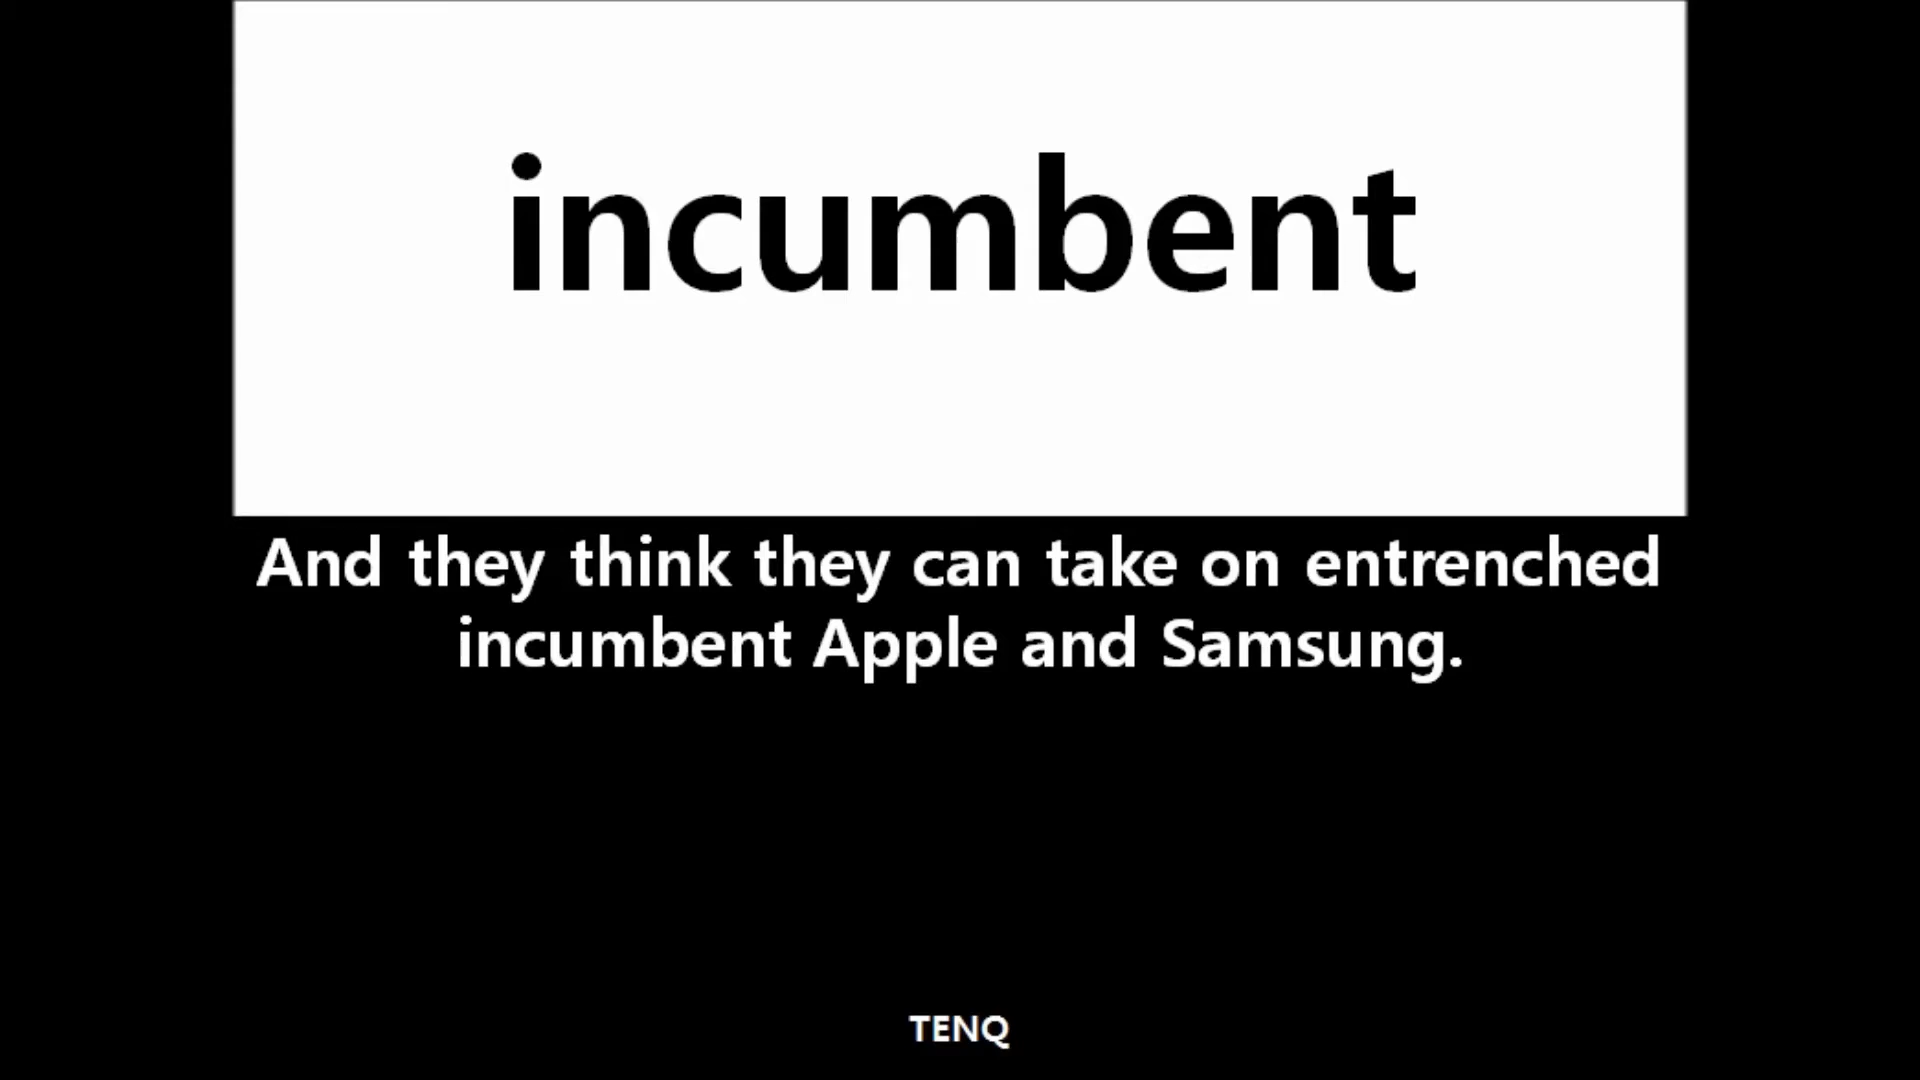 incumbent
And they think they can take on entrenched
incumbent Apple and Samsung.
TENQ